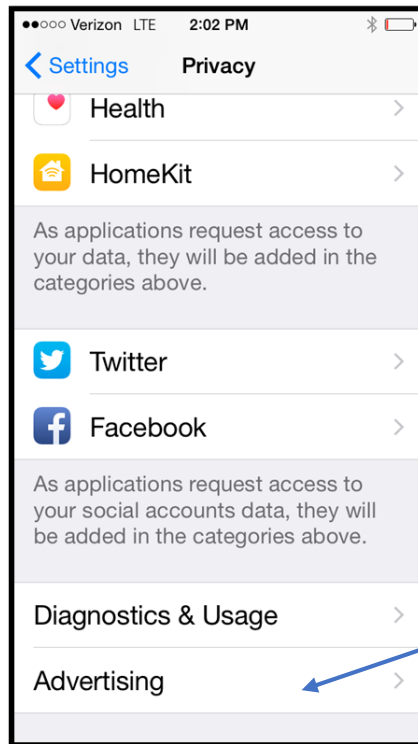 Verizon LTE 2:02 PM
Settings Privacy
Health
HomeKit
As applications request access to
your data, they will be added in the
categories above.
Twitter
Facebook
As applications request access to
your social accounts data, they will
be added in the categories above.
Diagnostics & Usage
Advertising